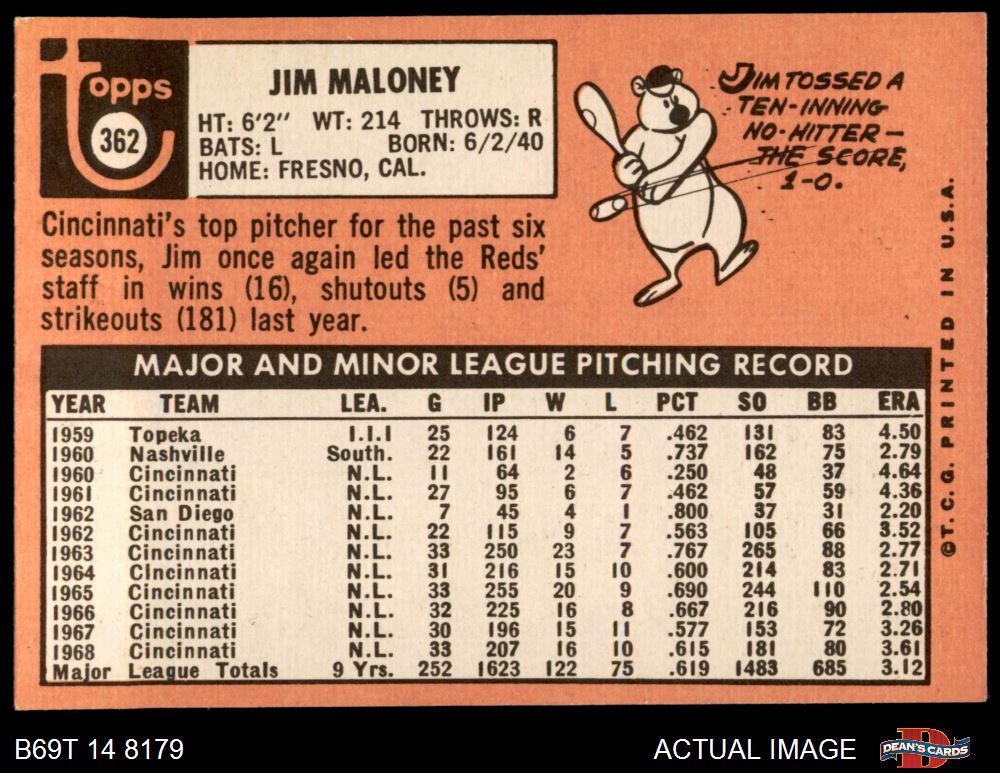 Topps
362
JIM MALONEY
HT: 6'2" WT: 214 THROWS: R
BATS: L BORN: 6/2/40
HOME: FRESNO, CAL.
JIM TOSSED A
TEN-INNING
NO-HITTER—
THE SCORE,
1-0.
Cincinnati's top pitcher for the past six
seasons, Jim once again led the Reds'
staff in wins (16), shutouts (5) and
strikeouts (181) last year.
MAJOR AND MINOR LEAGUE PITCHING RECORD
YEAR TEAM LEA. G IP W L PCT SO BB ERA
1959 Topeka I.I.I 25 124 6 7 .462 131 83 4.50
1960 Nashville South. 22 161 14 5 .737 162 75 2.79
1960 Cincinnati N.L. 11 64 2 6 .250 48 37 4.64
1961 Cincinnati N.L. 27 95 6 7 .462 57 59 4.36
1962 San Diego N.L. 7 45 4 1 .800 37 31 2.20
1962 Cincinnati N.L. 22 115 9 7 .563 105 66 3.52
1963 Cincinnati N.L. 33 250 23 7 .767 265 88 2.77
1964 Cincinnati N.L. 31 216 15 10 .600 214 83 2.71
1965 Cincinnati N.L. 33 255 20 9 .690 244 110 2.54
1966 Cincinnati N.L. 32 225 16 8 .667 216 90 2.80
1967 Cincinnati N.L. 30 196 15 11 .577 153 72 3.26
1968 Cincinnati N.L. 33 207 16 10 .615 181 80 3.61
Major League Totals 9 Yrs. 252 1623 122 75 .619 1483 685 3.12
©T. C. G. PRINTED IN U.S.A.
B69T 14 8179
ACTUAL IMAGE
DEAN'S CARDS